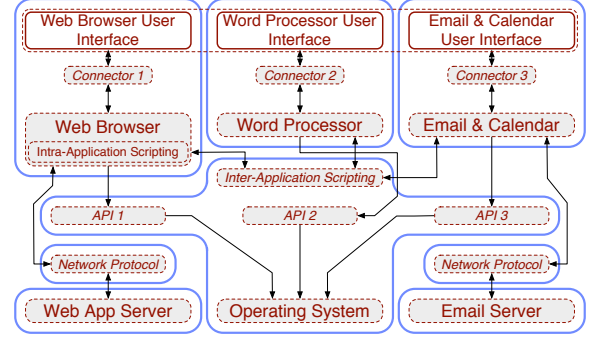 Web Browser User
Interface
Word Processor User
Interface
Email & Calendar
User Interface
Connector 1
Connector 2
Connector 3
Web Browser
Intra-Application Scripting
Word Processor
Email & Calendar
Inter-Application Scripting
API 1
API 2
API 3
Network Protocol
Network Protocol
Web App Server
Operating System
Email Server